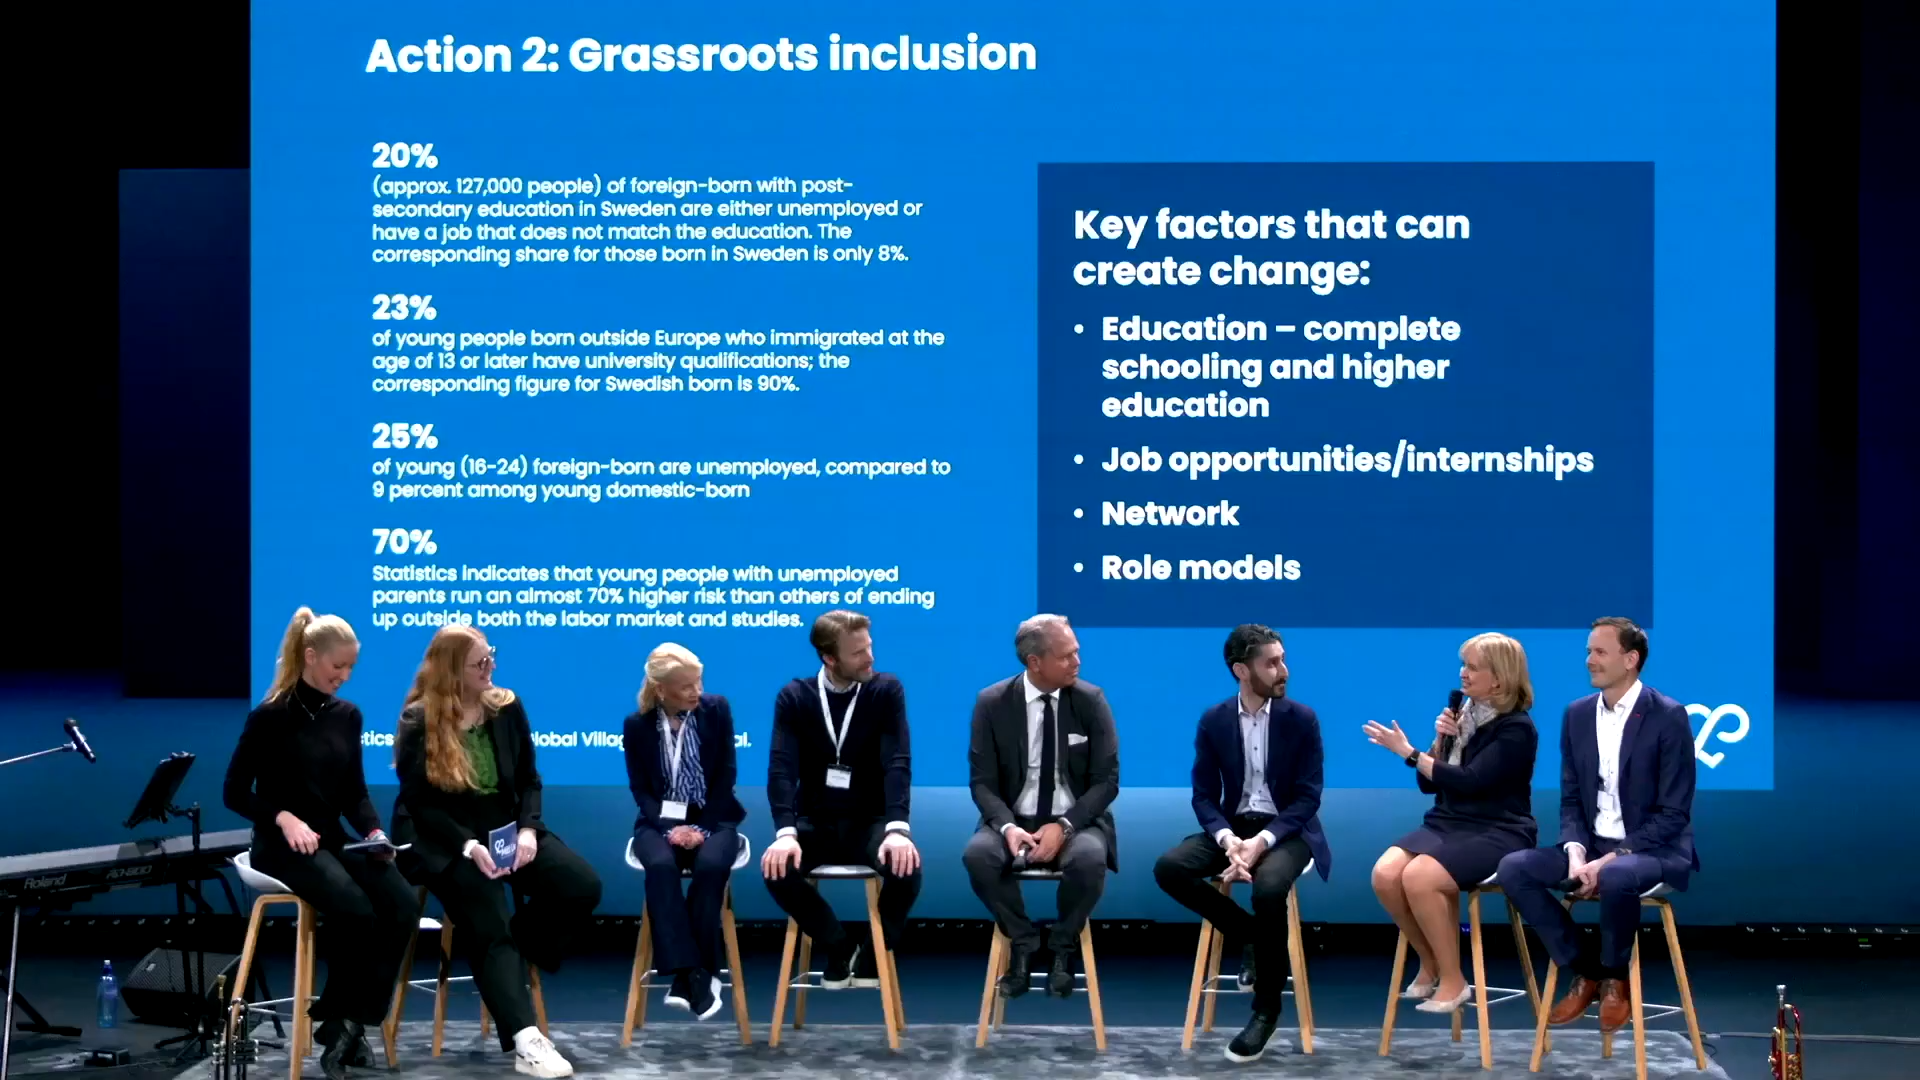 Action 2: Grassroots inclusion
20%
(approx. 127,000 people) of foreign-born with post-
secondary education in Sweden are either unemployed or
have a job that does not match the education. The
corresponding share for those born in Sweden is only 8%.
23%
of young people born outside Europe who immigrated at the
age of 13 or later have university qualifications; the
corresponding figure for Swedish born is 90%.
25%
of young (16-24) foreign-born are unemployed, compared to
9 percent among young domestic-born
70%
Statistics indicates that young people with unemployed
parents run an almost 70% higher risk than others of ending
up outside both the labor market and studies.
Key factors that can
create change:
• Education – complete
schooling and higher
education
• Job opportunities/internships
• Network
• Role models
Roland